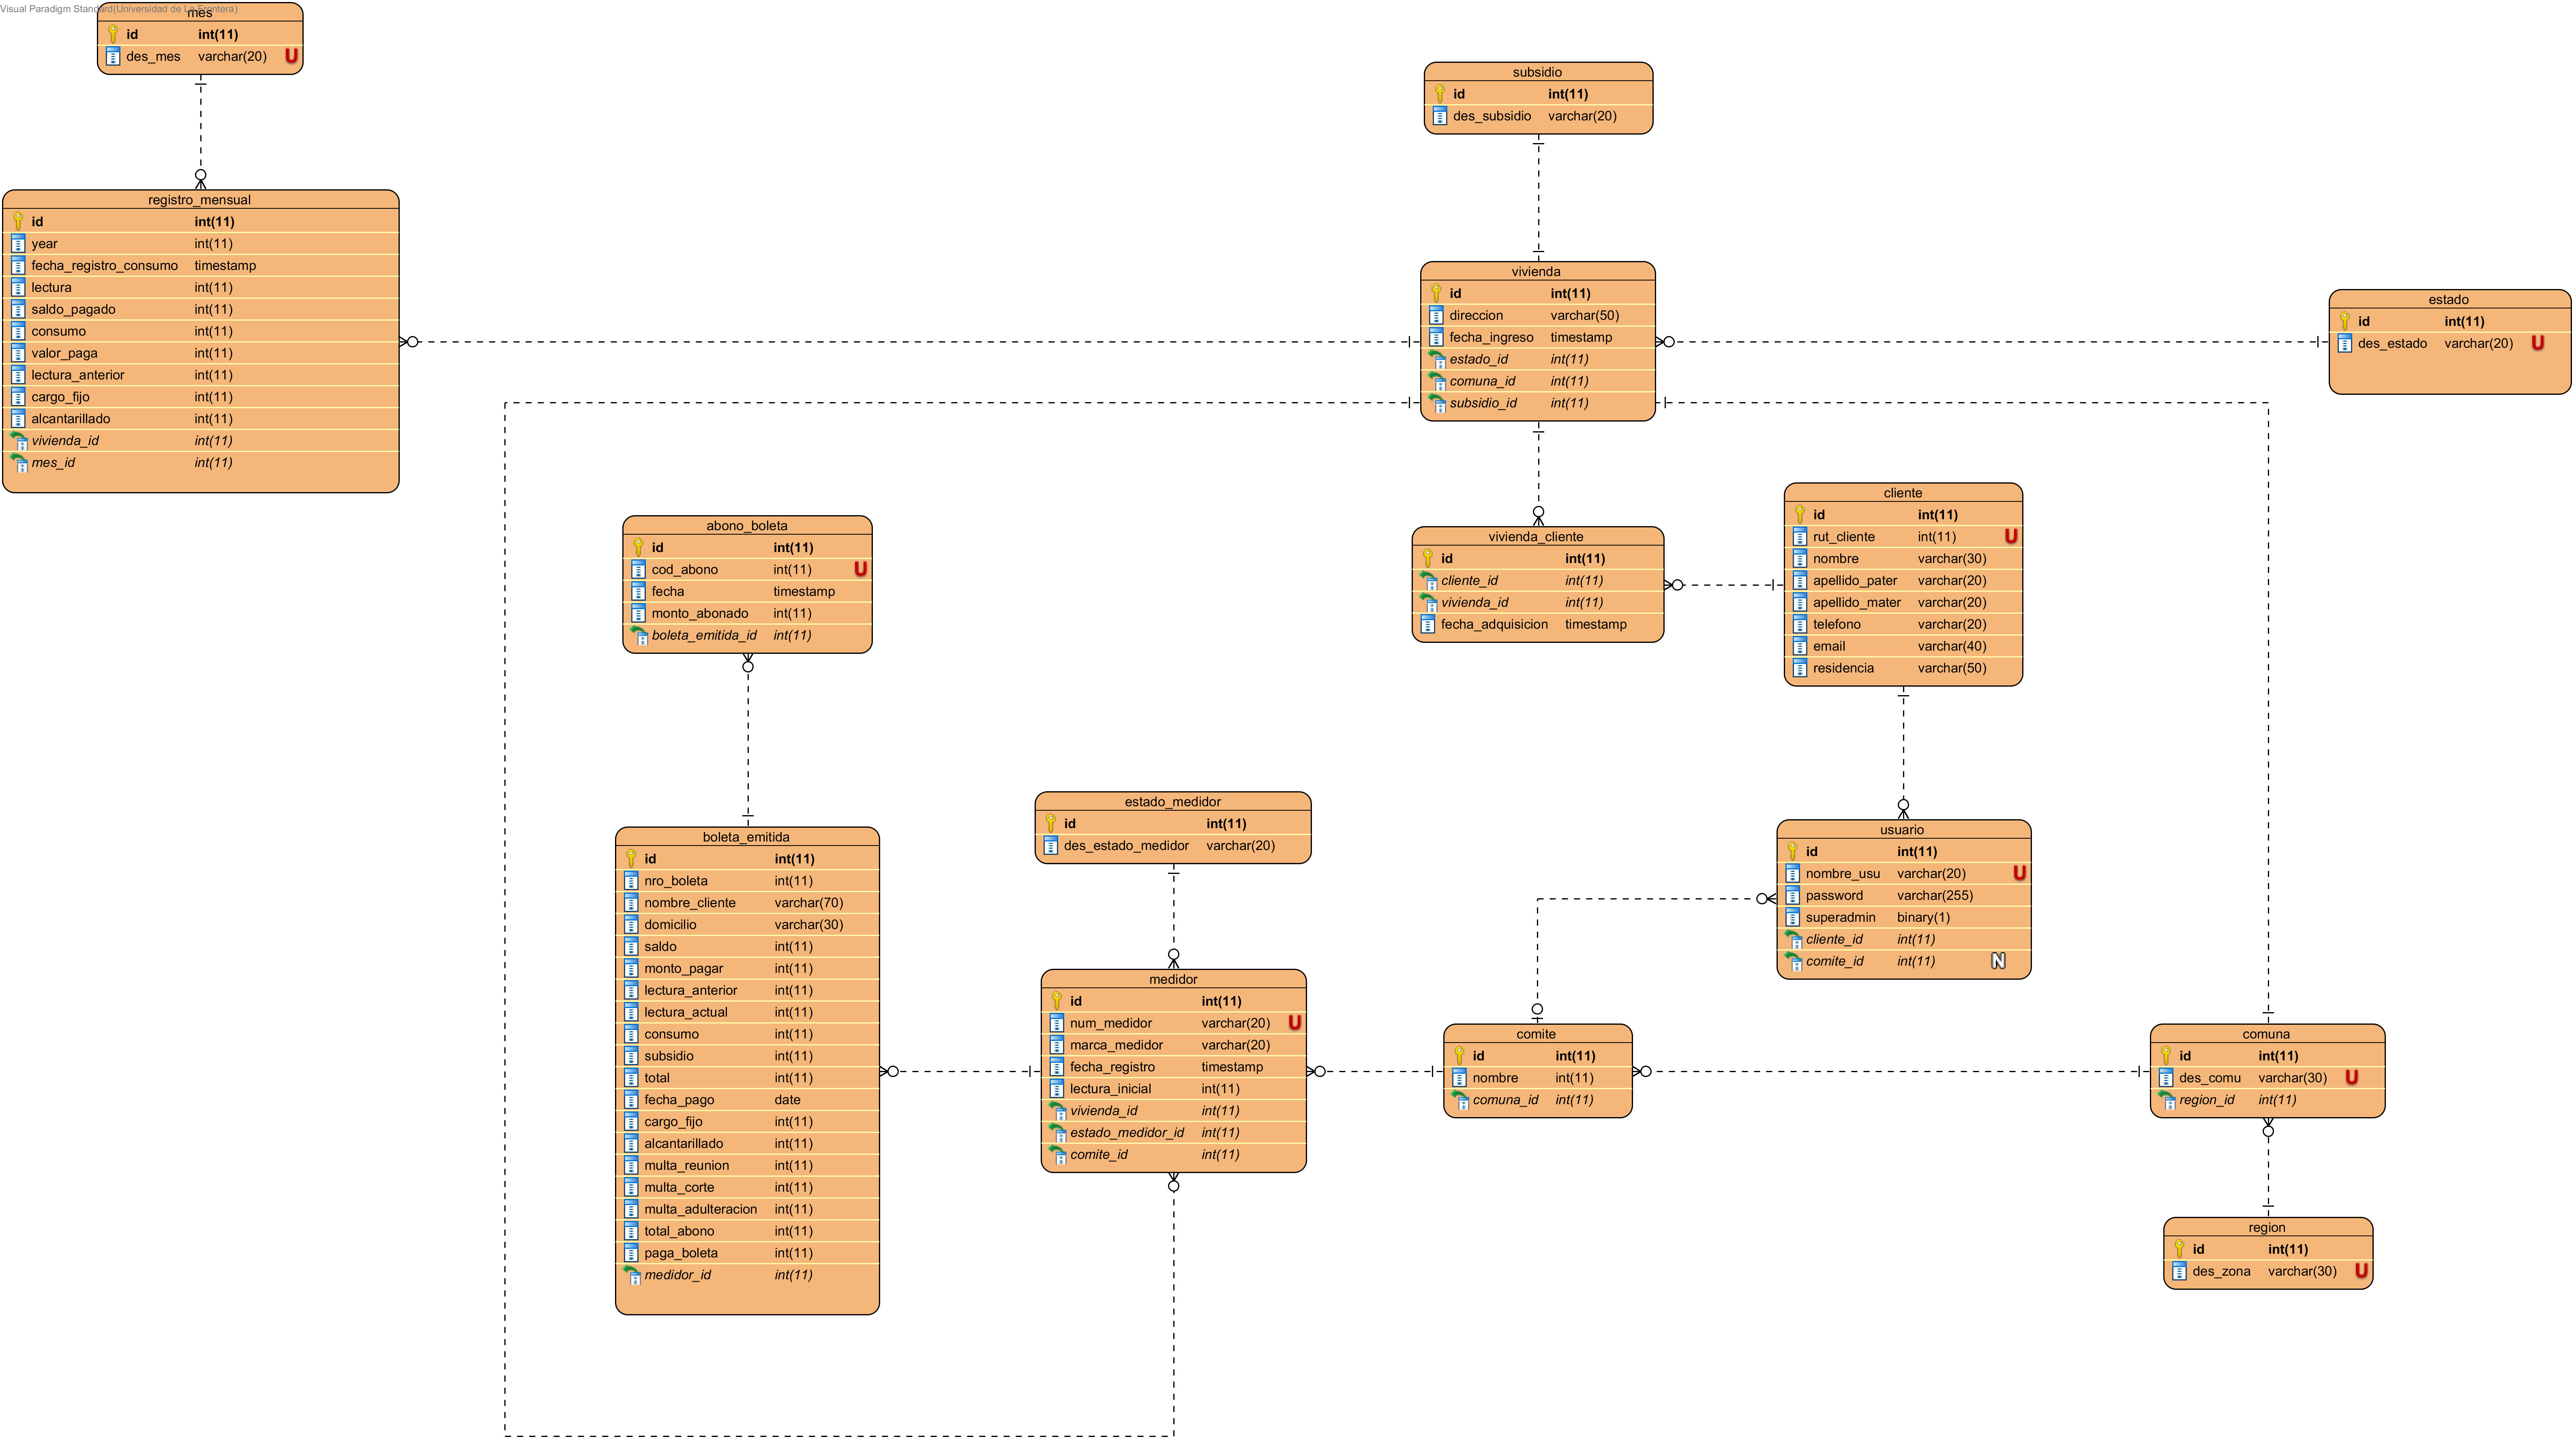 Visual Paradigm Standard(Universidad de La Frontera)
mes
id int(11)
des_mes varchar(20) U
subsidio
id int(11)
des_subsidio varchar(20)
registro_mensual
id int(11)
year int(11)
fecha_registro_consumo timestamp
lectura int(11)
saldo_pagado int(11)
consumo int(11)
valor_paga int(11)
lectura_anterior int(11)
cargo_fijo int(11)
alcantarillado int(11)
vivienda_id int(11)
mes_id int(11)
vivienda
id int(11)
direccion varchar(50)
fecha_ingreso timestamp
estado_id int(11)
comuna_id int(11)
subsidio_id int(11)
estado
id int(11)
des_estado varchar(20) U
cliente
id int(11)
rut_cliente int(11) U
nombre varchar(30)
apellido_pater varchar(20)
apellido_mater varchar(20)
telefono varchar(20)
email varchar(40)
residencia varchar(50)
abono_boleta
id int(11)
cod_abono int(11) U
fecha timestamp
monto_abonado int(11)
boleta_emitida_id int(11)
vivienda_cliente
id int(11)
cliente_id int(11)
vivienda_id int(11)
fecha_adquisicion timestamp
estado_medidor
id int(11)
des_estado_medidor varchar(20)
boleta_emitida
id int(11)
nro_boleta int(11)
nombre_cliente varchar(70)
domicilio varchar(30)
saldo int(11)
monto_pagar int(11)
lectura_anterior int(11)
lectura_actual int(11)
consumo int(11)
subsidio int(11)
total int(11)
fecha_pago date
cargo_fijo int(11)
alcantarillado int(11)
multa_reunion int(11)
multa_corte int(11)
multa_adulteracion int(11)
total_abono int(11)
paga_boleta int(11)
medidor_id int(11)
usuario
id int(11)
nombre_usu varchar(20) U
password varchar(255)
superadmin binary(1)
cliente_id int(11)
comite_id int(11) N
medidor
id int(11)
num_medidor varchar(20) U
marca_medidor varchar(20)
fecha_registro timestamp
lectura_inicial int(11)
vivienda_id int(11)
estado_medidor_id int(11)
comite_id int(11)
comite
id int(11)
nombre int(11)
comuna_id int(11)
comuna
id int(11)
des_comu varchar(30) U
region_id int(11)
region
id int(11)
des_zona varchar(30) U